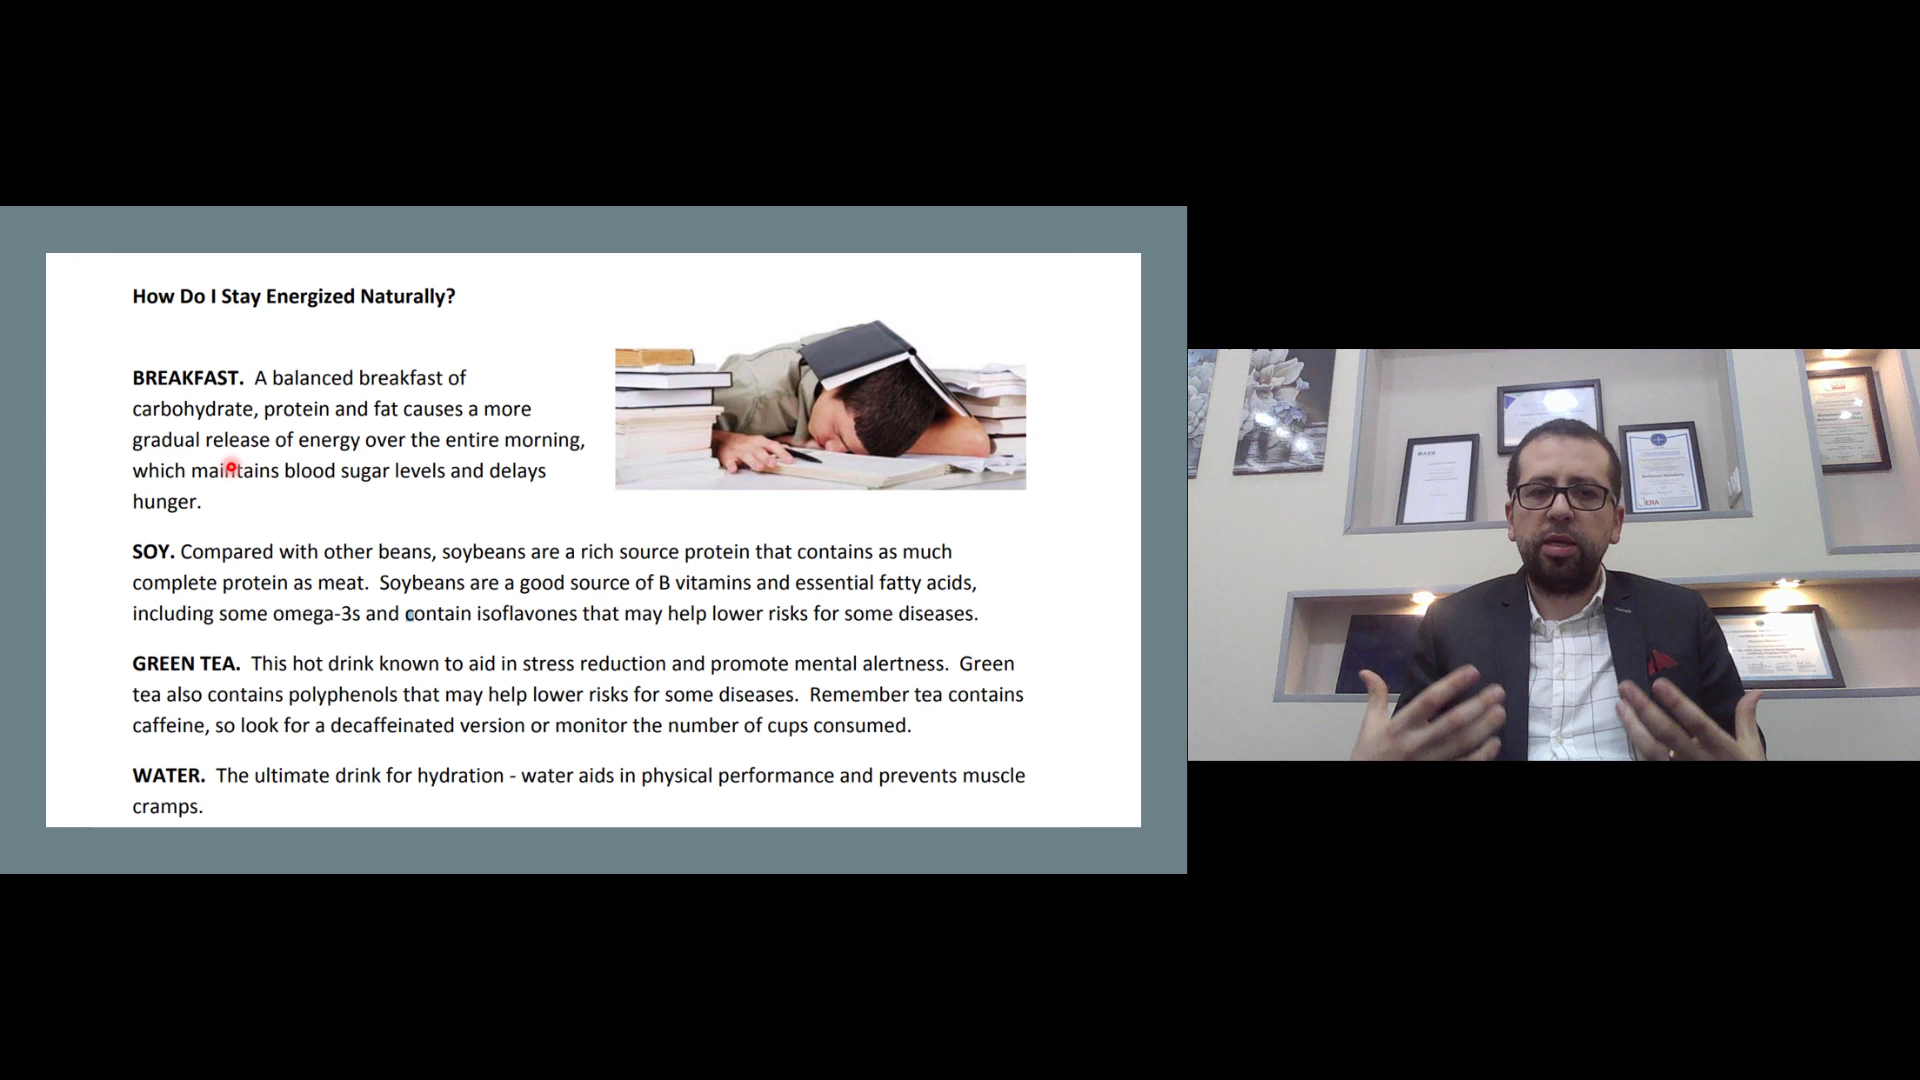 How Do I Stay Energized Naturally?
BREAKFAST. A balanced breakfast of
carbohydrate, protein and fat causes a more
gradual release of energy over the entire morning,
which maintains blood sugar levels and delays
hunger.
SOY. Compared with other beans, soybeans are a rich source protein that contains as much
complete protein as meat. Soybeans are a good source of B vitamins and essential fatty acids,
including some omega-3s and contain isoflavones that may help lower risks for some diseases.
GREEN TEA. This hot drink known to aid in stress reduction and promote mental alertness. Green
tea also contains polyphenols that may help lower risks for some diseases. Remember tea contains
caffeine, so look for a decaffeinated version or monitor the number of cups consumed.
WATER. The ultimate drink for hydration - water aids in physical performance and prevents muscle
cramps.